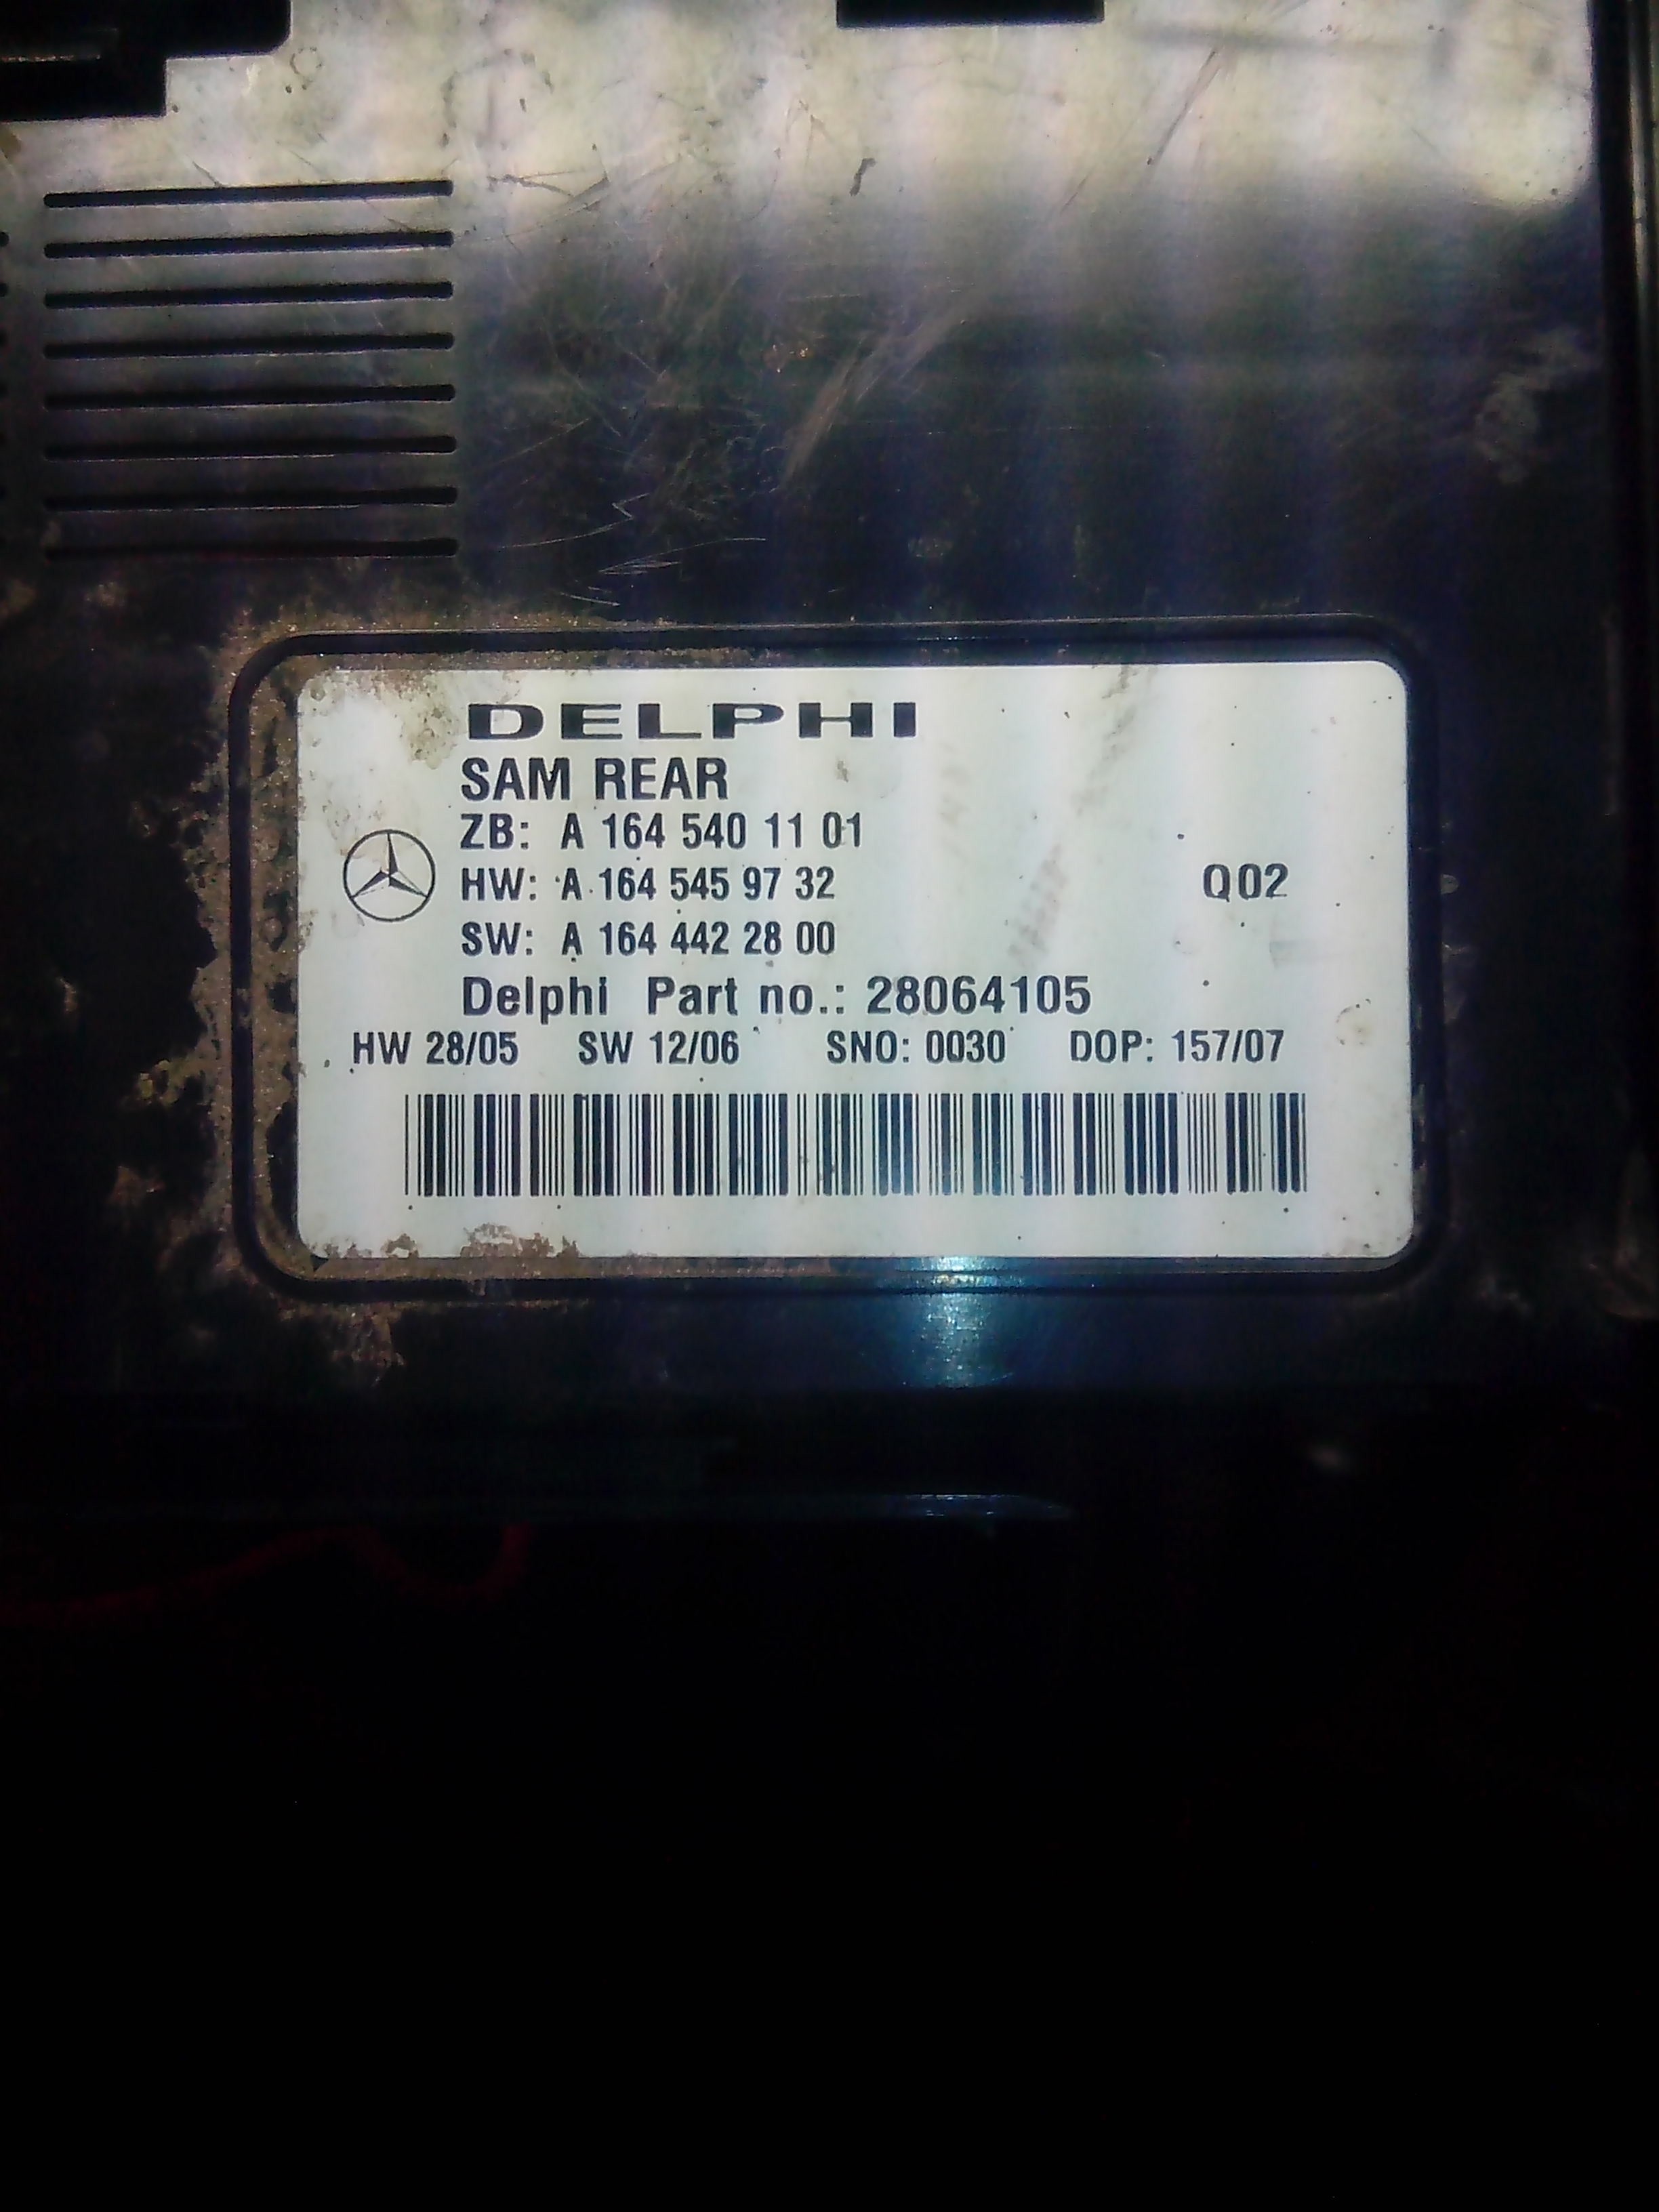 DELPHI
SAM REAR
ZB: A 164 540 11 01
HW: A 164 545 97 32
Q02
SW: A 164 442 28 00
Delphi Part no.: 28064105
HW 28/05 SW 12/06 SNO: 0030 DOP: 157/07